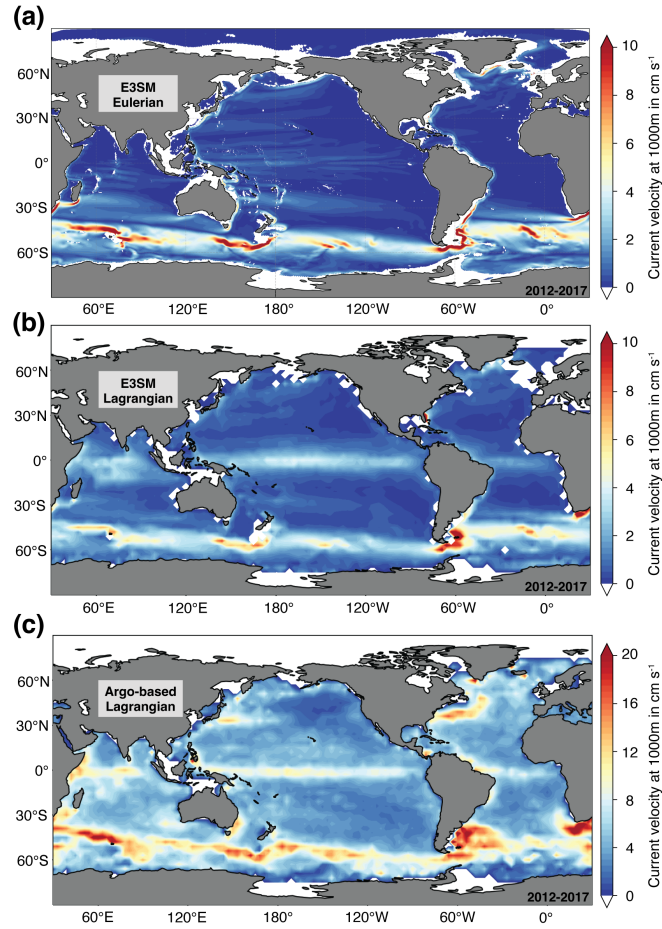 (a)
E3SM
Eulerian
60°N
30°N
0°
30°S
60°S
60°E
120°E
180°
120°W
60°W
0°
2012-2017
10
8
6
4
2
0
Current velocity at 1000m in cm s⁻¹
(b)
E3SM
Lagrangian
60°N
30°N
0°
30°S
60°S
60°E
120°E
180°
120°W
60°W
0°
2012-2017
10
8
6
4
2
0
Current velocity at 1000m in cm s⁻¹
(c)
Argo-based
Lagrangian
60°N
30°N
0°
30°S
60°S
60°E
120°E
180°
120°W
60°W
0°
2012-2017
20
16
12
8
4
0
Current velocity at 1000m in cm s⁻¹